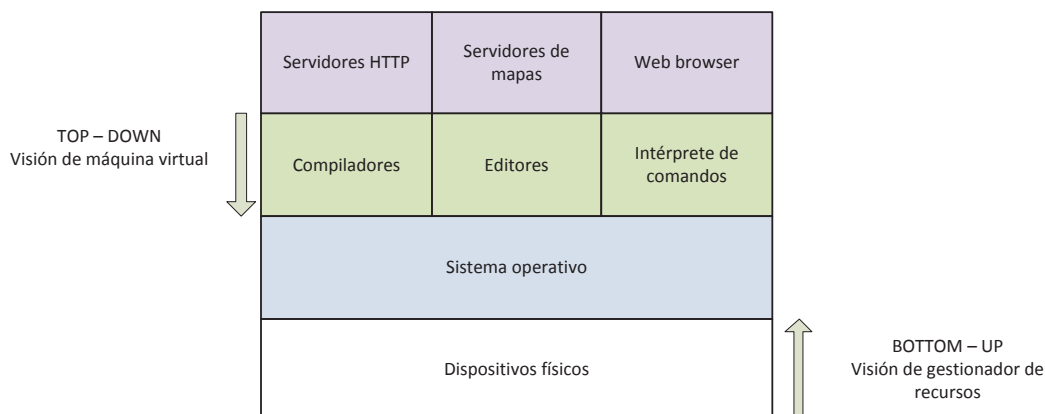 Servidores HTTP
Servidores de
mapas
Web browser
TOP – DOWN
Visión de máquina virtual
Compiladores
Editores
Intérprete de
comandos
Sistema operativo
Dispositivos físicos
BOTTOM – UP
Visión de gestionador de
recursos